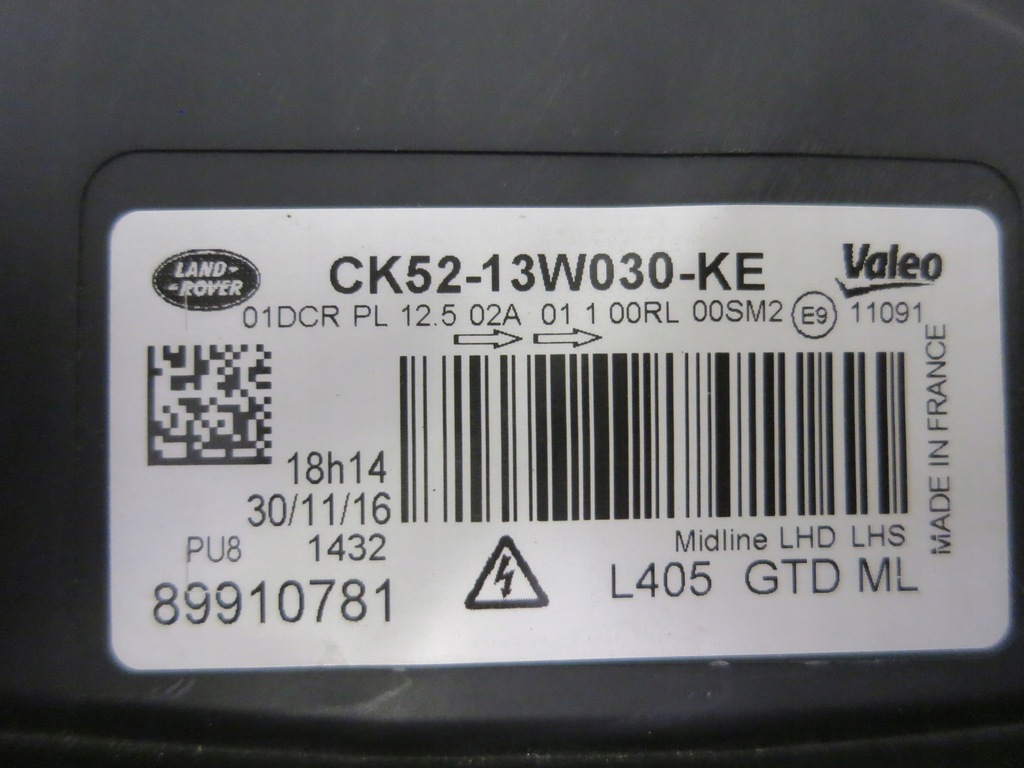 LAND-
-ROVER
CK52-13W030-KE
Valeo
01DCR PL 12.5 02A 01 1 00RL 00SM2 E9 11091
MADE IN FRANCE
18h14
30/11/16
PU8 1432
89910781
Midline LHD LHS
L405 GTD ML